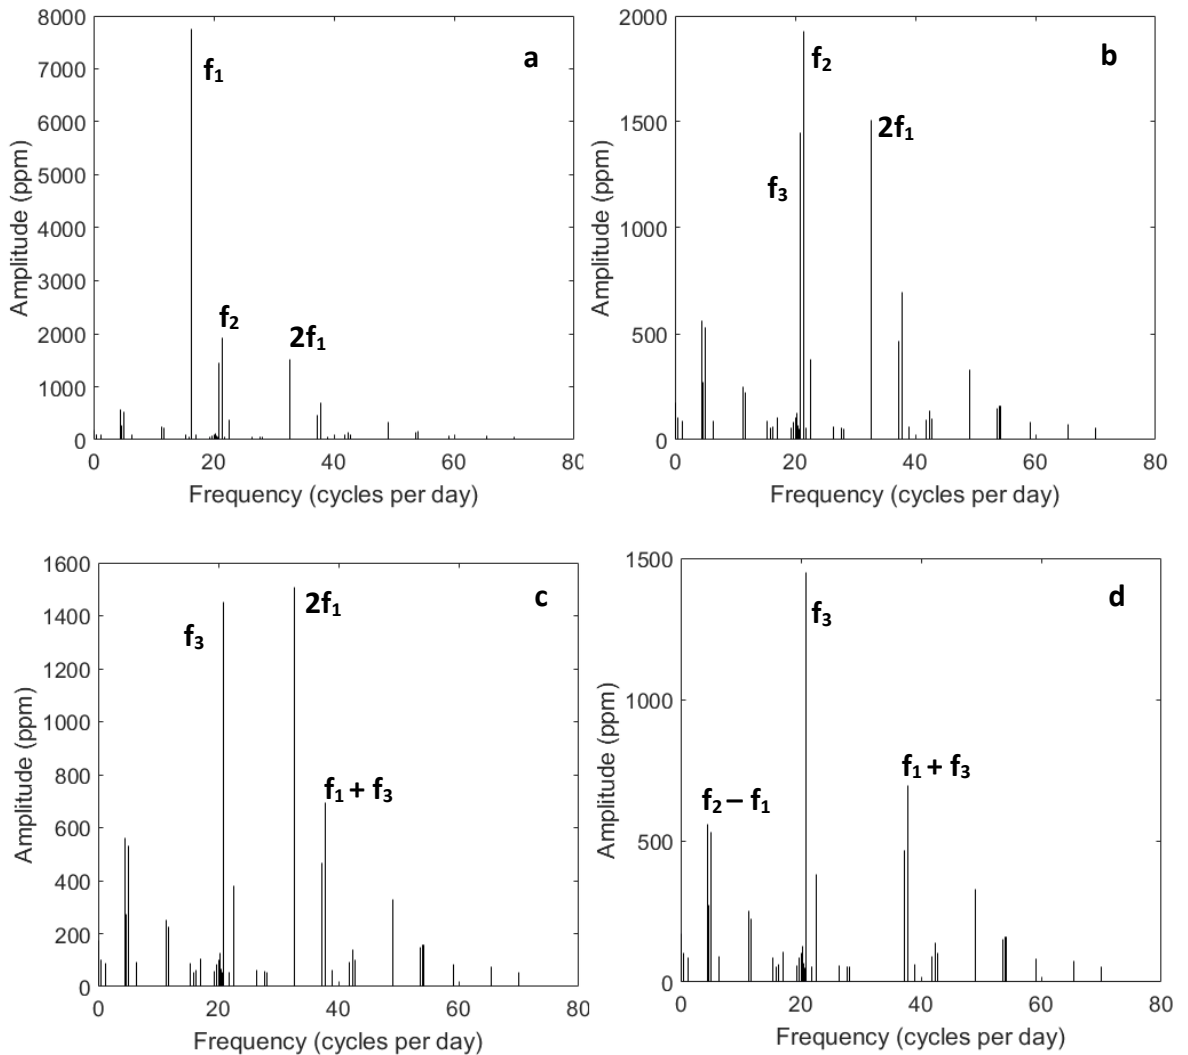 a
8000
7000
6000
5000
4000
3000
2000
1000
0
f₁
f₂
2f₁
0 20 40 60 80
Frequency (cycles per day)
Amplitude (ppm)
b
2000
1500
1000
500
0
f₂
2f₁
f₃
0 20 40 60 80
Frequency (cycles per day)
Amplitude (ppm)
c
1600
1400
1200
1000
800
600
400
200
0
2f₁
f₃
f₁ + f₃
0 20 40 60 80
Frequency (cycles per day)
Amplitude (ppm)
d
1500
1000
500
0
f₃
f₁ + f₃
f₂ – f₁
0 20 40 60 80
Frequency (cycles per day)
Amplitude (ppm)